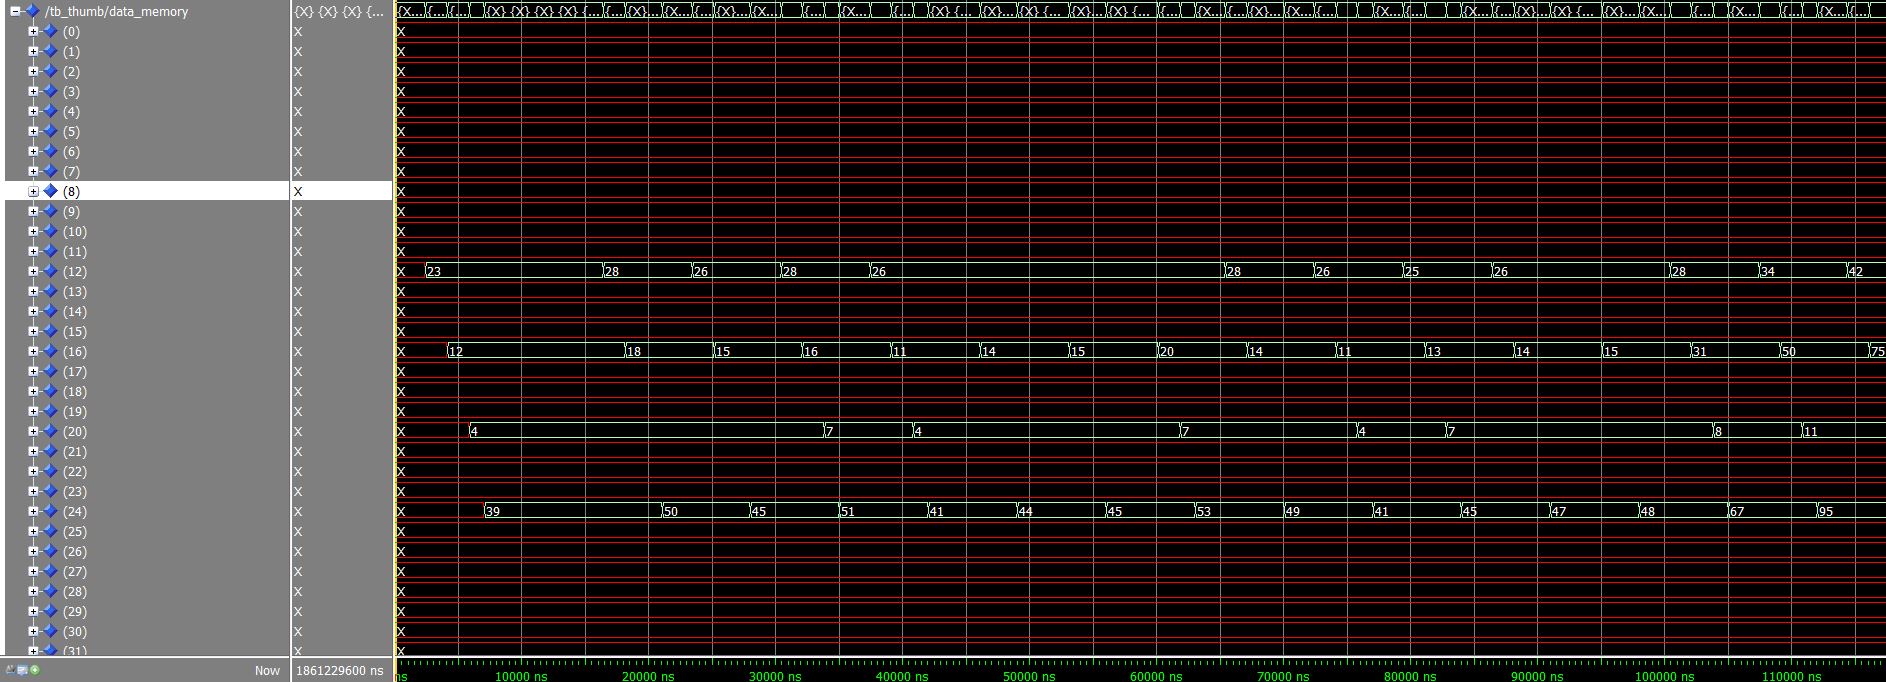 /tb_thumb/data_memory {X} {X} {X} {... {X... {... {... {X} {X} {X} {X} {... {... {X... {... {X... {... {X... {... {X} {... {X... {X} {... {X}... {X}... {... {X... {... {X}... {X... {... {X... {... {X... {... {X}... {X} {... {X}... {X... {... {X... {... {X... {...
(0) X X
(1) X X
(2) X X
(3) X X
(4) X X
(5) X X
(6) X X
(7) X X
(8) X X
(9) X X
(10) X X
(11) X X
(12) X X 23 28 26 28 26 28 26 25 26 28 34 42
(13) X X
(14) X X
(15) X X
(16) X X 12 18 15 16 11 14 15 20 14 11 13 14 15 31 50 75
(17) X X
(18) X X
(19) X X
(20) X X 4 7 4 7 4 7 8 11
(21) X X
(22) X X
(23) X X
(24) X X 39 50 45 51 41 44 45 53 49 41 45 47 48 67 95
(25) X X
(26) X X
(27) X X
(28) X X
(29) X X
(30) X X
(31) X X
Now 1861229600 ns ns 10000 ns 20000 ns 30000 ns 40000 ns 50000 ns 60000 ns 70000 ns 80000 ns 90000 ns 100000 ns 110000 ns